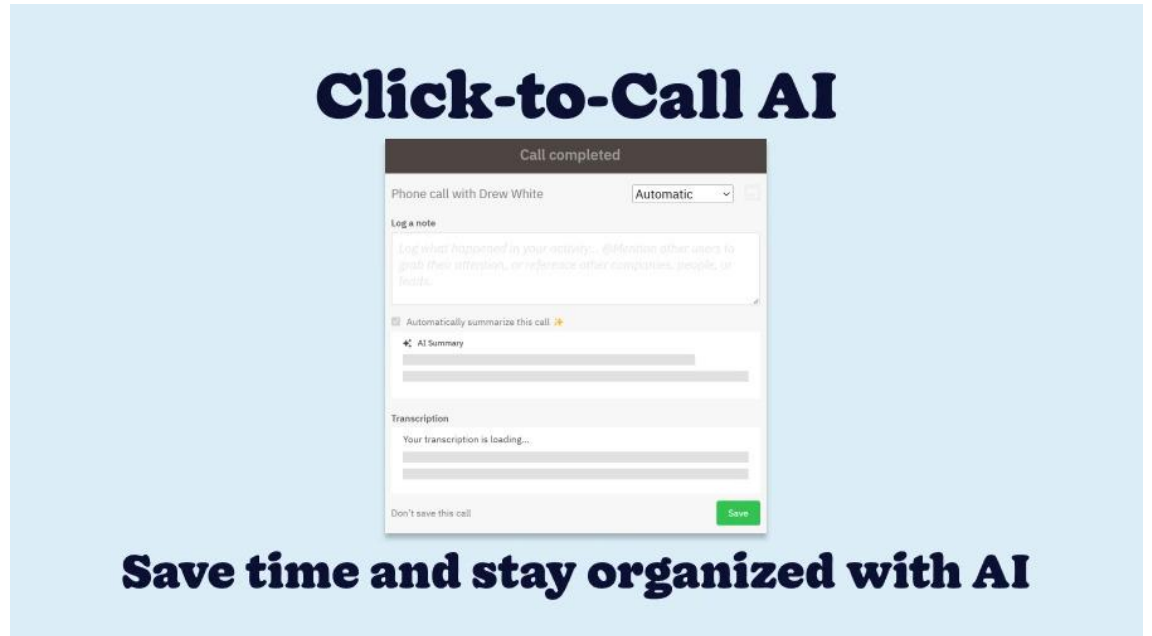 Click-to-Call AI
Call completed
Phone call with Drew White
Automatic
Log a note
Log what happened in your activity... @Mention other users to
grab their attention, or reference other companies, people, or
leads.
Automatically summarize this call ✨
AI Summary
Transcription
Your transcription is loading...
Don't save this call
Save
Save time and stay organized with AI